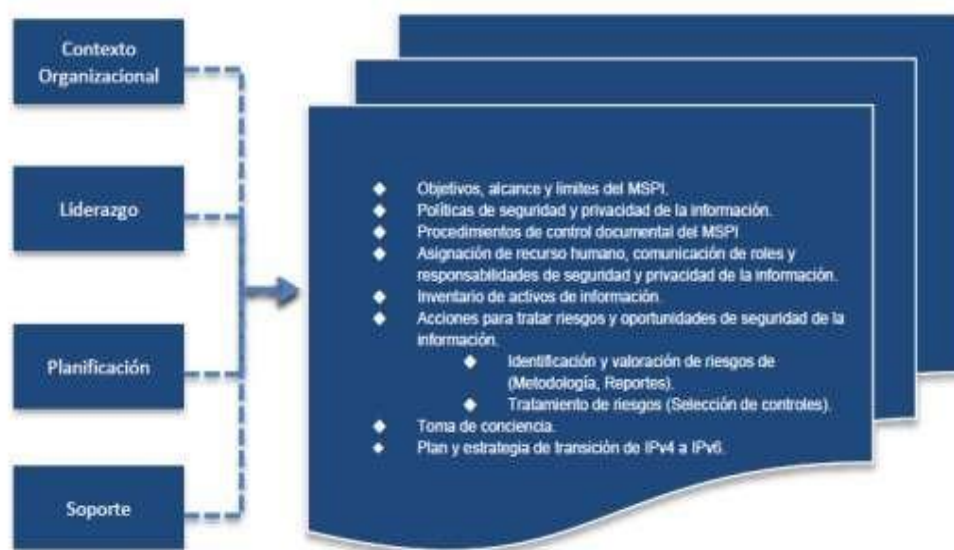 Contexto
Organizacional
Liderazgo
Planificación
Soporte
Objetivos, alcance y limites del MSPI.
Políticas de seguridad y privacidad de la información.
Procedimientos de control documental del MSPI
Asignación de recurso humano, comunicación de roles y
responsabilidades de seguridad y privacidad de la información.
Inventario de activos de información.
Acciones para tratar riesgos y oportunidades de seguridad de la
información.
Identificación y valoración de riesgos de
(Metodología, Reportes).
Tratamiento de riesgos (Selección de controles).
Toma de conciencia.
Plan y estrategia de transición de IPv4 a IPv6.